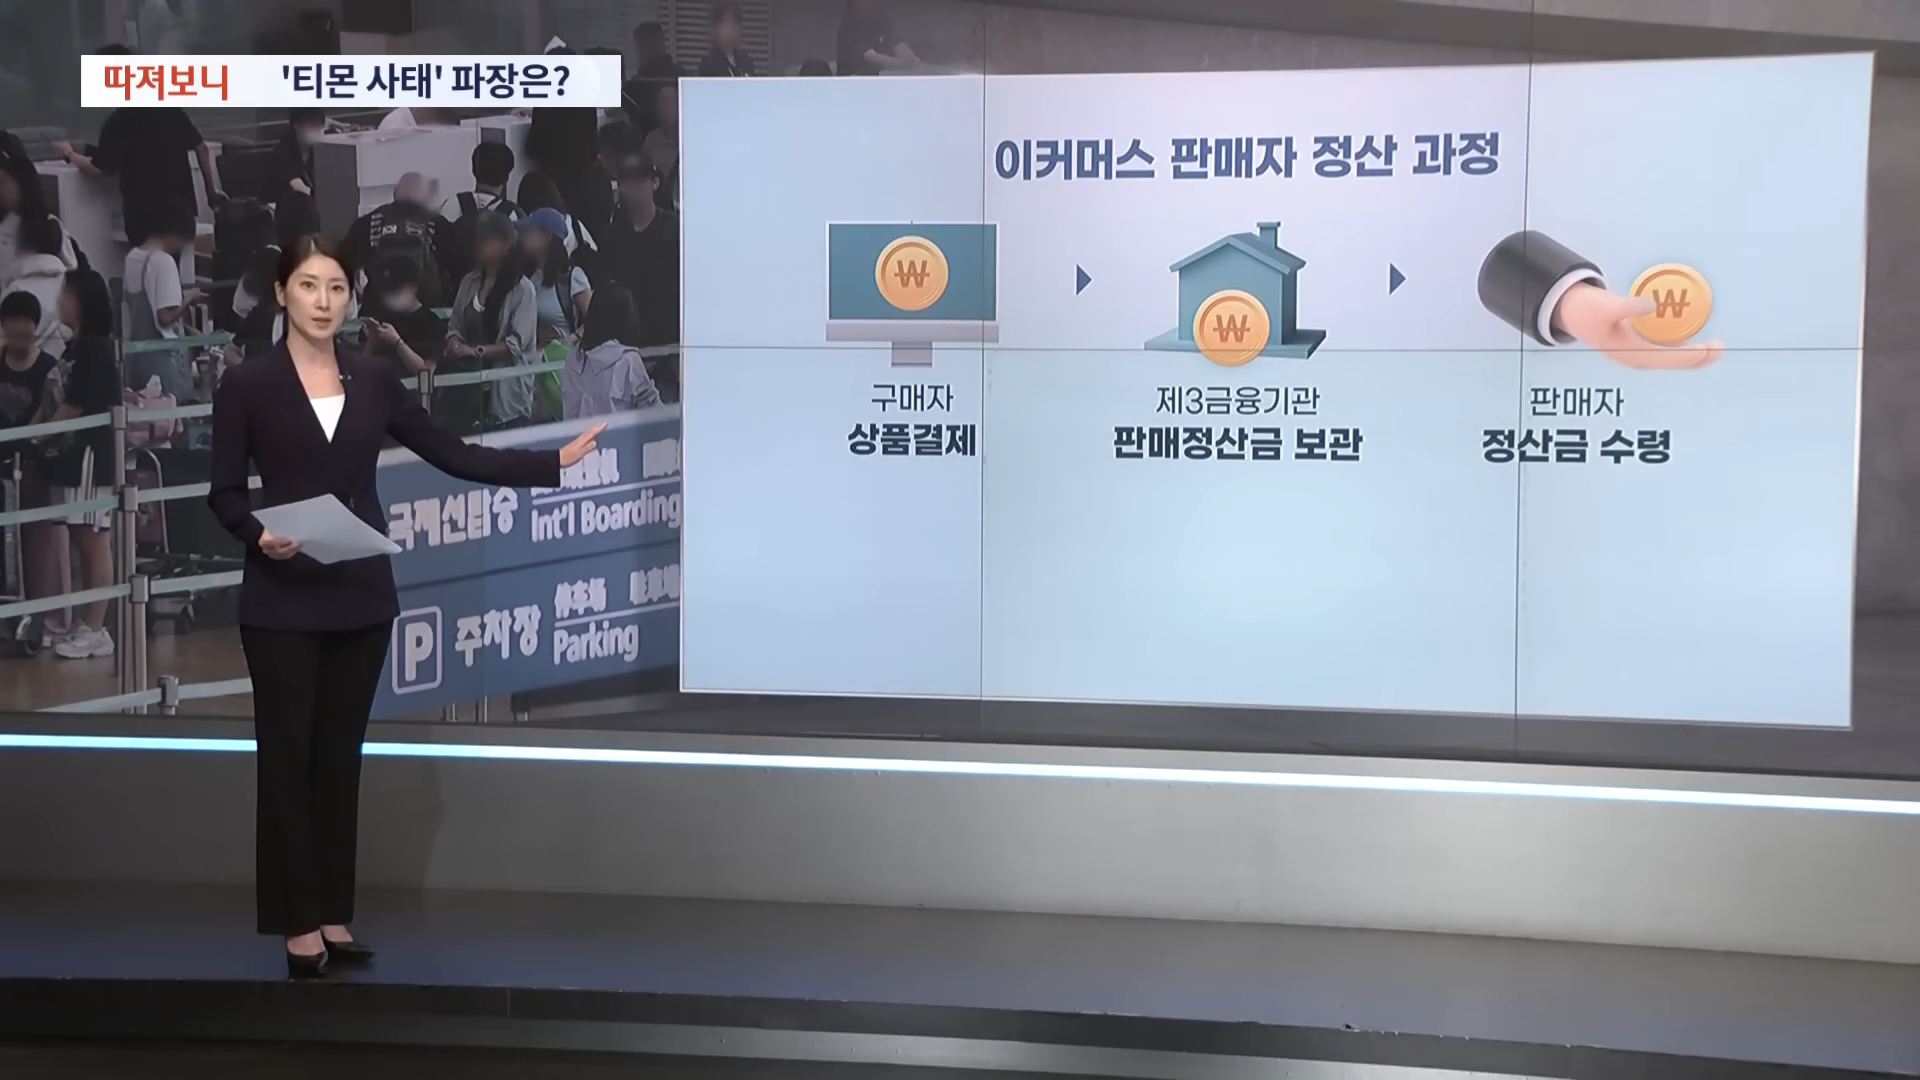 따져보니 '티몬 사태' 파장은?
이커머스 판매자 정산 과정
구매자
상품결제
제3금융기관
판매정산금 보관
판매자
정산금 수령
국제선탑승
Int'l Boarding
P 주차장
停车场
Parking